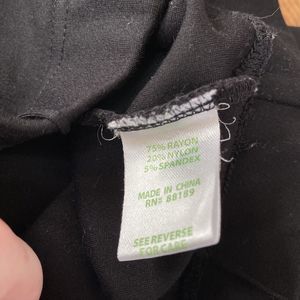 75% RAYON
20% NYLON
5% SPANDEX
MADE IN CHINA
RN# 88189
SEE REVERSE
FOR CARE